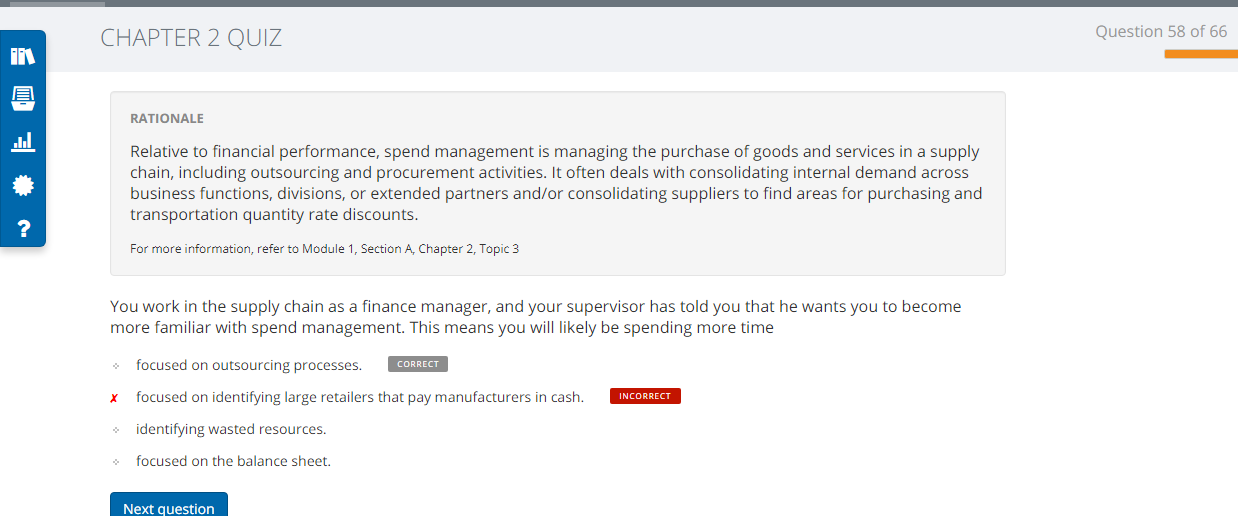 CHAPTER 2 QUIZ
Question 58 of 66
RATIONALE
Relative to financial performance, spend management is managing the purchase of goods and services in a supply
chain, including outsourcing and procurement activities. It often deals with consolidating internal demand across
business functions, divisions, or extended partners and/or consolidating suppliers to find areas for purchasing and
transportation quantity rate discounts.
For more information, refer to Module 1, Section A, Chapter 2, Topic 3
You work in the supply chain as a finance manager, and your supervisor has told you that he wants you to become
more familiar with spend management. This means you will likely be spending more time
focused on outsourcing processes. CORRECT
✗ focused on identifying large retailers that pay manufacturers in cash. INCORRECT
identifying wasted resources.
focused on the balance sheet.
Next question
?